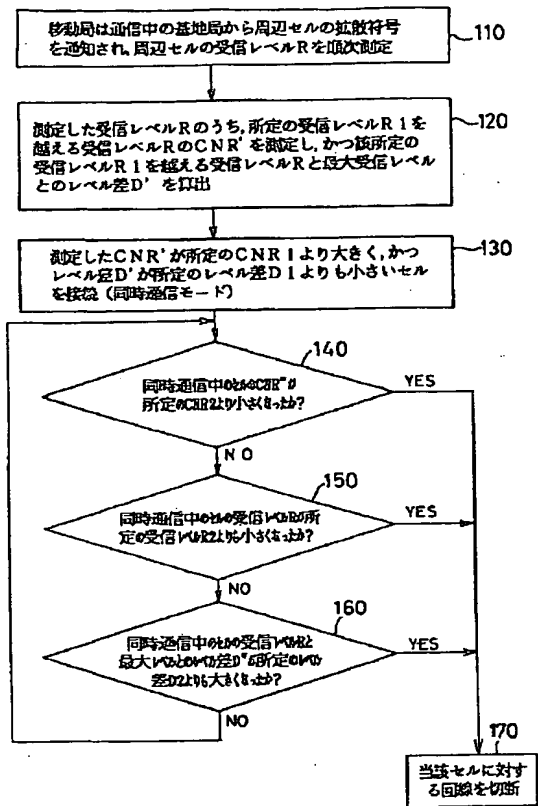 移動局は通信中の基地局から周辺セルの拡散符号
を通知され,周辺セルの受信レベルRを順次測定
110
測定した受信レベルRのうち,所定の受信レベルR1を
越える受信レベルRのCNR'を測定し,かつ該所定の
受信レベルR1を越える受信レベルRと最大受信レベル
とのレベル差D'を算出
120
測定したCNR'が所定のCNR1より大きく,かつ
レベル差D'が所定のレベル差D1よりも小さいセル
を接続(同時通信モード)
130
140
同時通信中のセルのCNR"が
所定のCNR2より小さくなったか?
YES
NO
150
同時通信中のセルの受信レベルRが所
定の受信レベルR2よりも小さくなったか?
YES
NO
160
同時通信中のセルの受信レベルRと
最大レベルとのレベル差D"が所定のレベル
差D2よりも大きくなったか?
YES
NO
170
当該セルに対す
る回線を切断